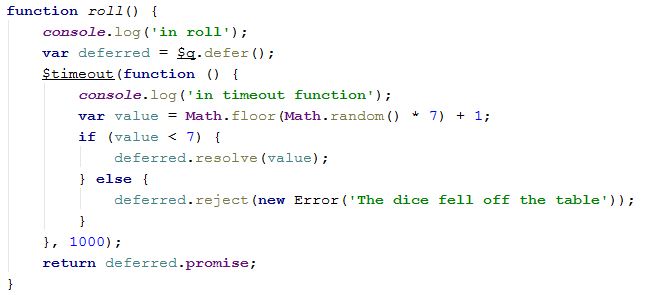 function roll() {
    console.log('in roll');
    var deferred = $q.defer();
    $timeout(function () {
        console.log('in timeout function');
        var value = Math.floor(Math.random() * 7) + 1;
        if (value < 7) {
            deferred.resolve(value);
        } else {
            deferred.reject(new Error('The dice fell off the table'));
        }
    }, 1000);
    return deferred.promise;
}